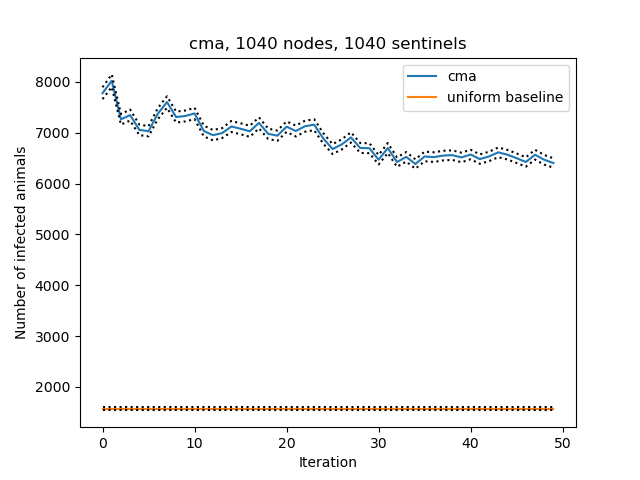 cma, 1040 nodes, 1040 sentinels
cma
uniform baseline
Number of infected animals
8000
7000
6000
5000
4000
3000
2000
0 10 20 30 40 50
Iteration